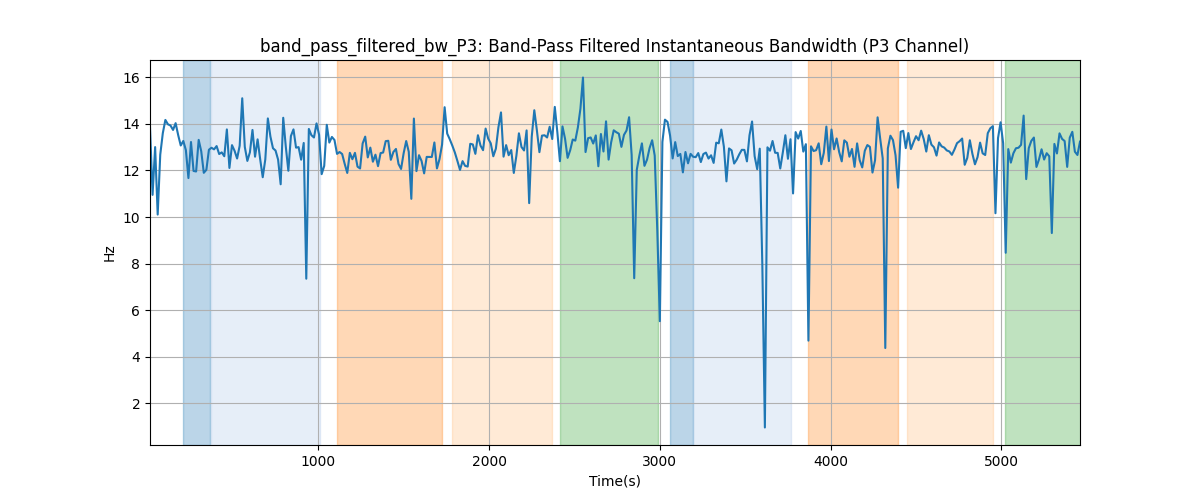 band_pass_filtered_bw_P3: Band-Pass Filtered Instantaneous Bandwidth (P3 Channel)
16
14
12
10
8
6
4
2
Hz
1000 2000 3000 4000 5000
Time(s)